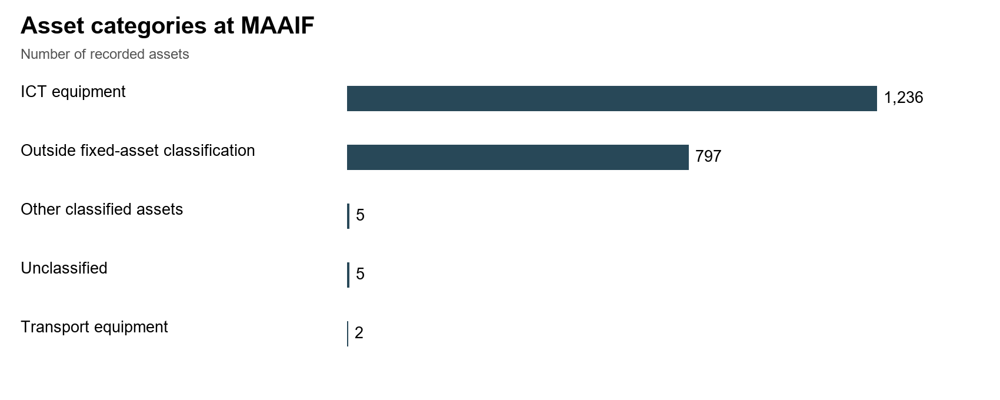 Asset categories at MAAIF
Number of recorded assets
ICT equipment 1,236
Outside fixed-asset classification 797
Other classified assets 5
Unclassified 5
Transport equipment 2